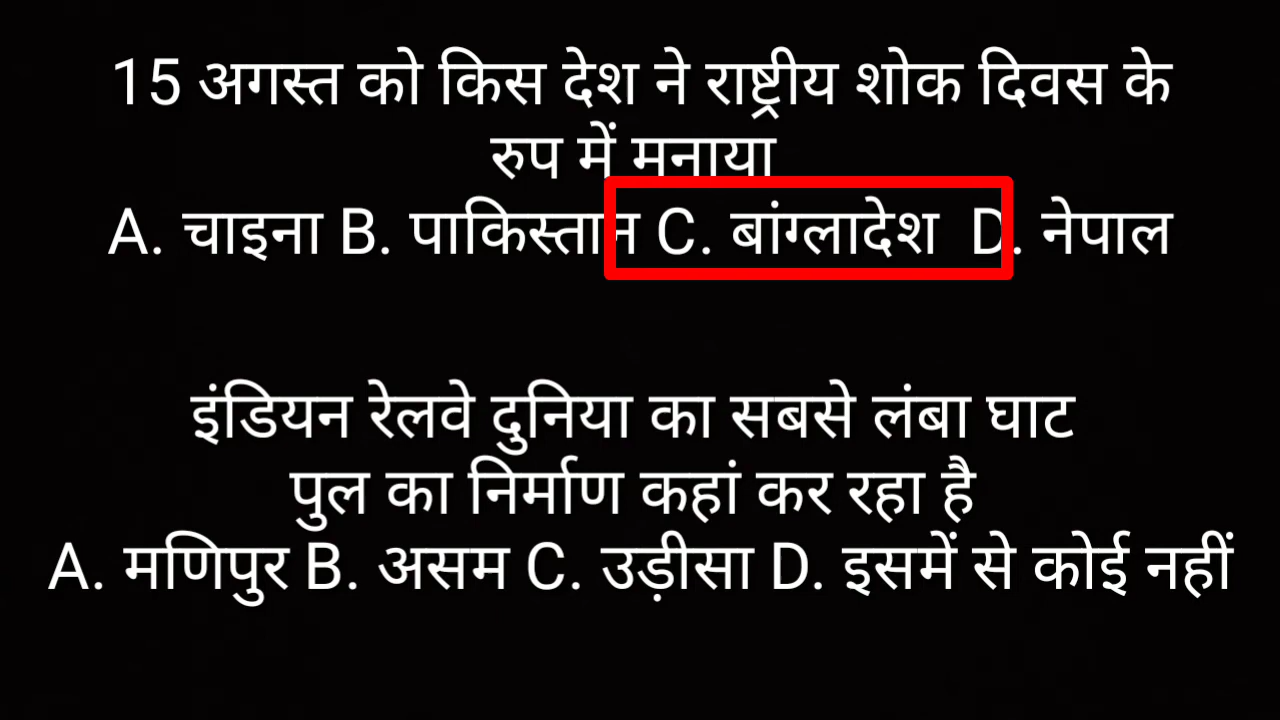 15 अगस्त को किस देश ने राष्ट्रीय शोक दिवस के
रुप में मनाया
A. चाइना B. पाकिस्तान C. बांग्लादेश D. नेपाल
इंडियन रेलवे दुनिया का सबसे लंबा घाट
पुल का निर्माण कहां कर रहा है
A. मणिपुर B. असम C. उड़ीसा D. इसमें से कोई नहीं